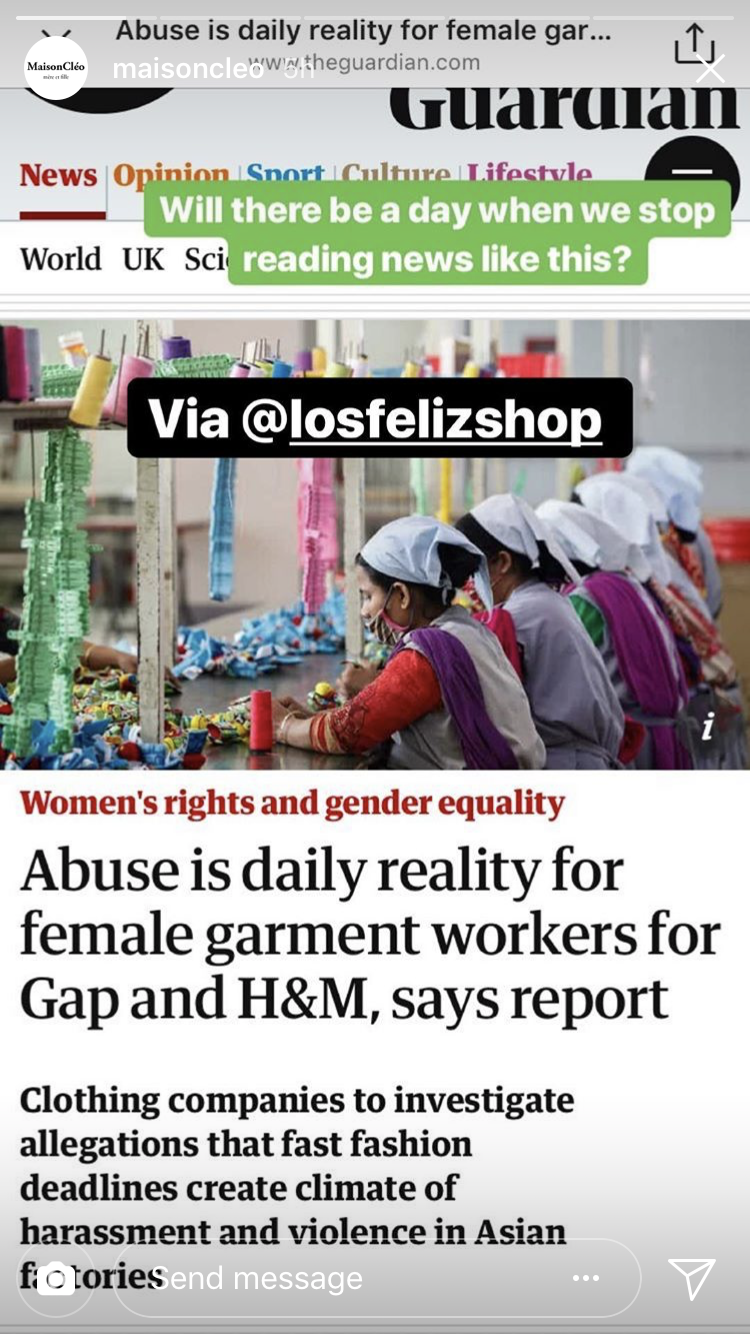 Abuse is daily reality for female gar...
www.theguardian.com
MaisonCléo
mère et fille
maisoncleo 5h
Guardian
News Opinion Sport Culture Lifestyle
Will there be a day when we stop
reading news like this?
World UK Sci
Via @losfelizshop
i
Women's rights and gender equality
Abuse is daily reality for
female garment workers for
Gap and H&M, says report
Clothing companies to investigate
allegations that fast fashion
deadlines create climate of
harassment and violence in Asian
factories
Send message